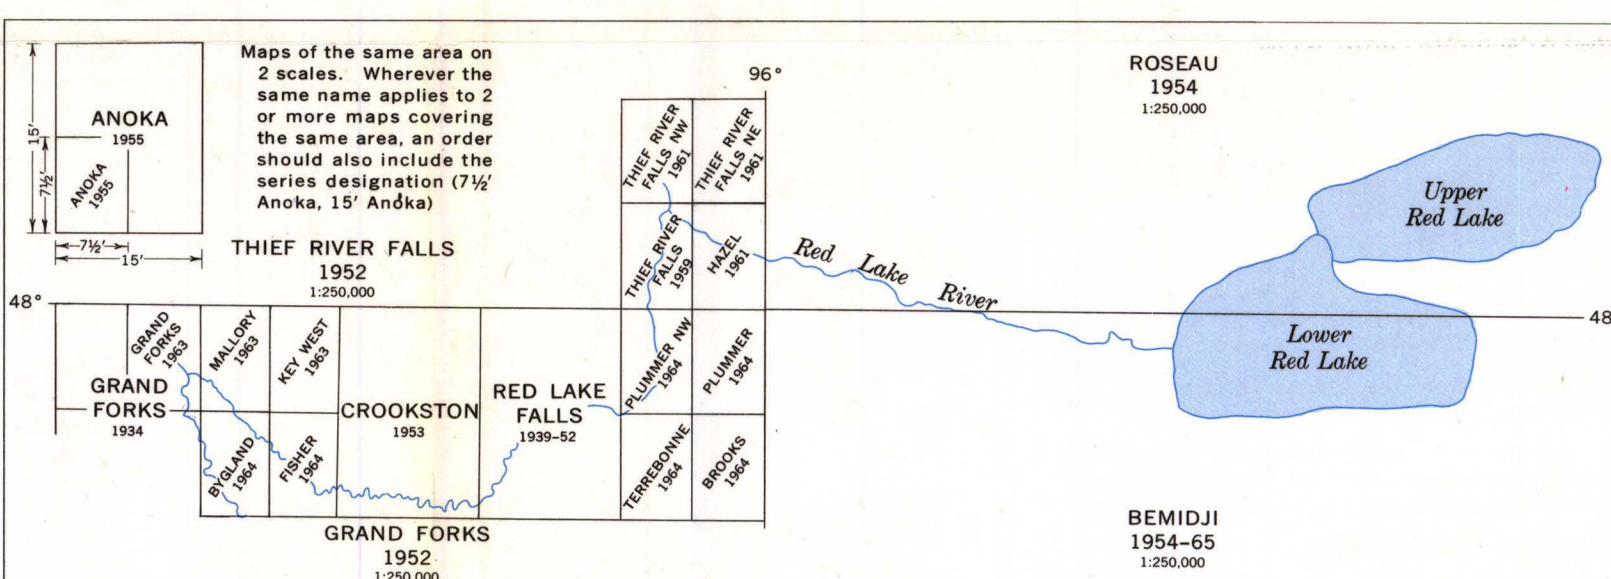 Maps of the same area on
2 scales. Wherever the
same name applies to 2
or more maps covering
the same area, an order
should also include the
series designation (7½′
Anoka, 15′ Anoka)
ANOKA
1955
ANOKA
1955
15′
7½′
7½′
15′
THIEF RIVER FALLS
1952
1:250,000
96°
ROSEAU
1954
1:250,000
THIEF RIVER
FALLS NW
1961
THIEF RIVER
FALLS NE
1961
THIEF RIVER
FALLS
1959
HAZEL
1961
Red Lake River
Upper
Red Lake
Lower
Red Lake
48°
48
GRAND
FORKS
1963
MALLORY
1963
KEY WEST
1963
GRAND
FORKS
1934
CROOKSTON
1953
RED LAKE
FALLS
1939–52
PLUMMER NW
1964
PLUMMER
1964
BYGLAND
1964
FISHER
1964
TERREBONNE
1964
BROOKS
1964
GRAND FORKS
1952
1:250,000
BEMIDJI
1954–65
1:250,000